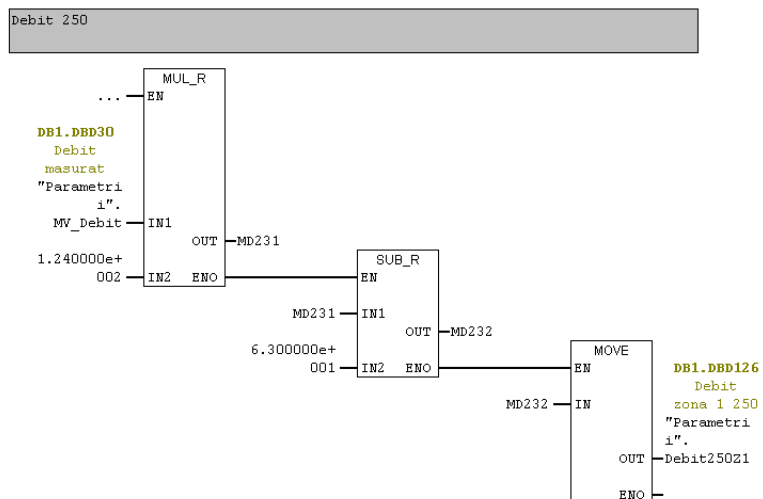 Debit 250
MUL_R
... EN
DB1.DBD30
Debit
masurat
"Parametri
i".
MV_Debit IN1
OUT MD231
1.240000e+
002 IN2 ENO
SUB_R
EN
MD231 IN1
OUT MD232
6.300000e+
001 IN2 ENO
MOVE
EN
MD232 IN
DB1.DBD126
Debit
zona 1 250
"Parametri
i".
OUT Debit250Z1
ENO